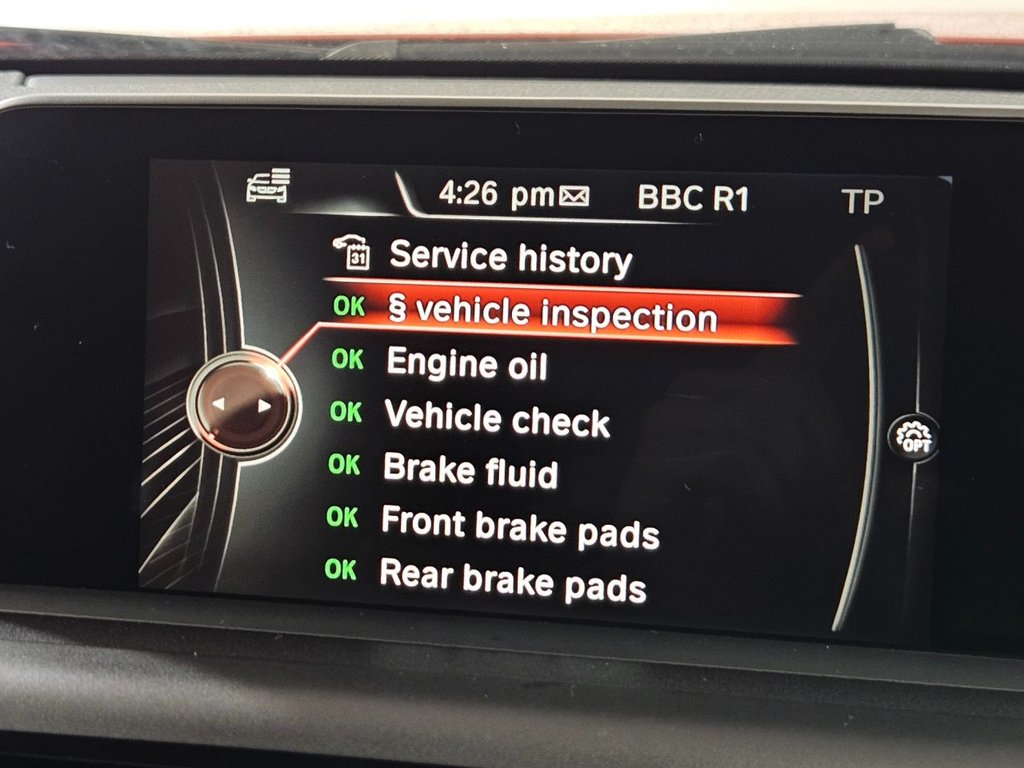 4:26 pm BBC R1 TP
31 Service history
OK § vehicle inspection
OK Engine oil
OK Vehicle check
OK Brake fluid
OPT
OK Front brake pads
OK Rear brake pads